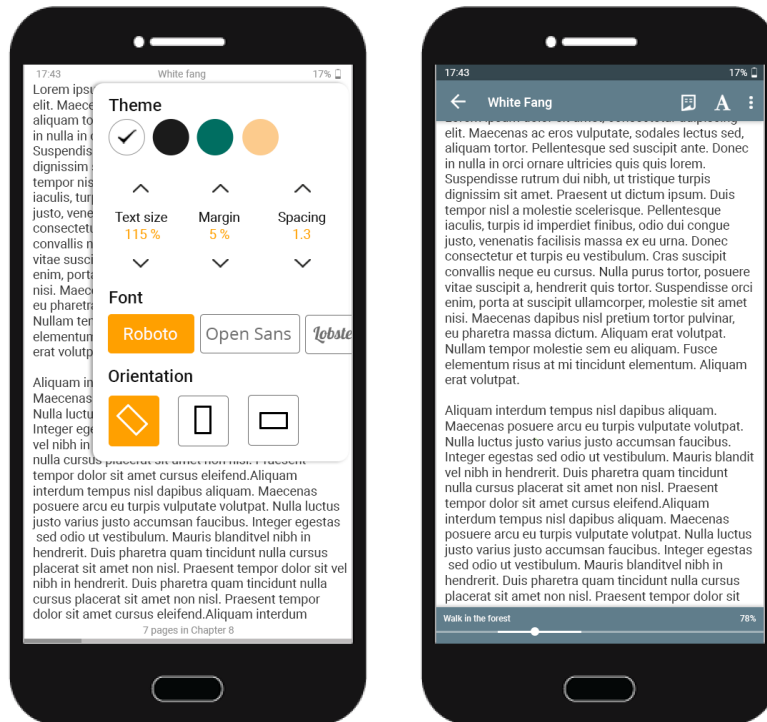 17:43 White fang 17%
Lorem ipsu
elit. Maece
aliquam to
in nulla in
Suspendis
dignissim
tempor nis
iaculis, tur
justo, vene
consectetu
convallis n
vitae susci
enim, porta
nisi. Maec
eu pharetr
Nullam ter
elementum
erat volutp
Aliquam in
Maecenas
Nulla luctu
Integer ege
vel nibh in
Theme
Text size Margin Spacing
115 % 5 % 1.3
Font
Roboto Open Sans Lobste
Orientation
nulla cursus placerat sit amet non nisl. Praesent
tempor dolor sit amet cursus eleifend.Aliquam
interdum tempus nisl dapibus aliquam. Maecenas
posuere arcu eu turpis vulputate volutpat. Nulla luctus
justo varius justo accumsan faucibus. Integer egestas
sed odio ut vestibulum. Mauris blanditvel nibh in
hendrerit. Duis pharetra quam tincidunt nulla cursus
placerat sit amet non nisl. Praesent tempor dolor sit vel
nibh in hendrerit. Duis pharetra quam tincidunt nulla
cursus placerat sit amet non nisl. Praesent tempor
dolor sit amet cursus eleifend.Aliquam interdum
7 pages in Chapter 8
17:43 17%
White Fang A
elit. Maecenas ac eros vulputate, sodales lectus sed,
aliquam tortor. Pellentesque sed suscipit ante. Donec
in nulla in orci ornare ultricies quis quis lorem.
Suspendisse rutrum dui nibh, ut tristique turpis
dignissim sit amet. Praesent ut dictum ipsum. Duis
tempor nisl a molestie scelerisque. Pellentesque
iaculis, turpis id imperdiet finibus, odio dui congue
justo, venenatis facilisis massa ex eu urna. Donec
consectetur et turpis eu vestibulum. Cras suscipit
convallis neque eu cursus. Nulla purus tortor, posuere
vitae suscipit a, hendrerit quis tortor. Suspendisse orci
enim, porta at suscipit ullamcorper, molestie sit amet
nisi. Maecenas dapibus nisl pretium tortor pulvinar,
eu pharetra massa dictum. Aliquam erat volutpat.
Nullam tempor molestie sem eu aliquam. Fusce
elementum risus at mi tincidunt elementum. Aliquam
erat volutpat.
Aliquam interdum tempus nisl dapibus aliquam.
Maecenas posuere arcu eu turpis vulputate volutpat.
Nulla luctus justo varius justo accumsan faucibus.
Integer egestas sed odio ut vestibulum. Mauris blandit
vel nibh in hendrerit. Duis pharetra quam tincidunt
nulla cursus placerat sit amet non nisl. Praesent
tempor dolor sit amet cursus eleifend.Aliquam
interdum tempus nisl dapibus aliquam. Maecenas
posuere arcu eu turpis vulputate volutpat. Nulla luctus
justo varius justo accumsan faucibus. Integer egestas
sed odio ut vestibulum. Mauris blanditvel nibh in
hendrerit. Duis pharetra quam tincidunt nulla cursus
placerat sit amet non nisl. Praesent tempor dolor sit
Walk in the forest 78%